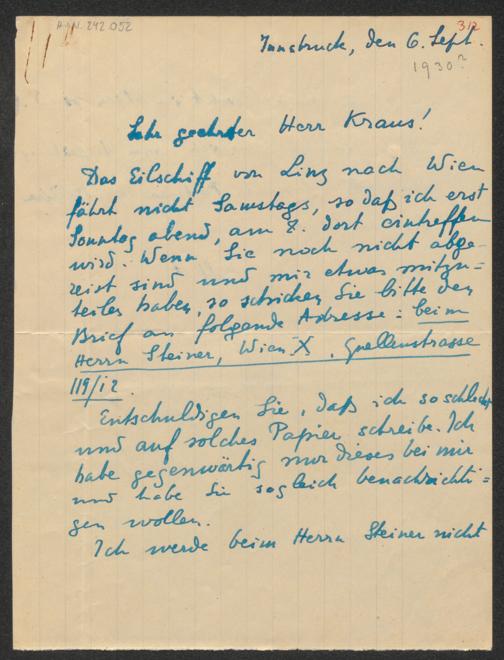 H.I.N. 242.052
312
Innsbruck, den 6. Sept.
1930?
Sehr geehrter Herr Kraus!
Das Eilschiff von Linz nach Wien
fährt nicht Samstags, so daß ich erst
Sonntag abend, am 8. dort eintreffen
wird. Wenn Sie noch nicht abge-
reist sind und mir etwas mitzu=
teilen haben, so schicken Sie bitte den
Brief an folgende Adresse: beim
Herrn Steiner, Wien X, Quellenstrasse
119/12.
Entschuldigen Sie, daß ich so schlecht
und auf solches Papier schreibe. Ich
habe gegenwärtig nur dieses bei mir
und habe Sie sogleich benachrichti=
gen wollen.
Ich werde beim Herrn Steiner nicht